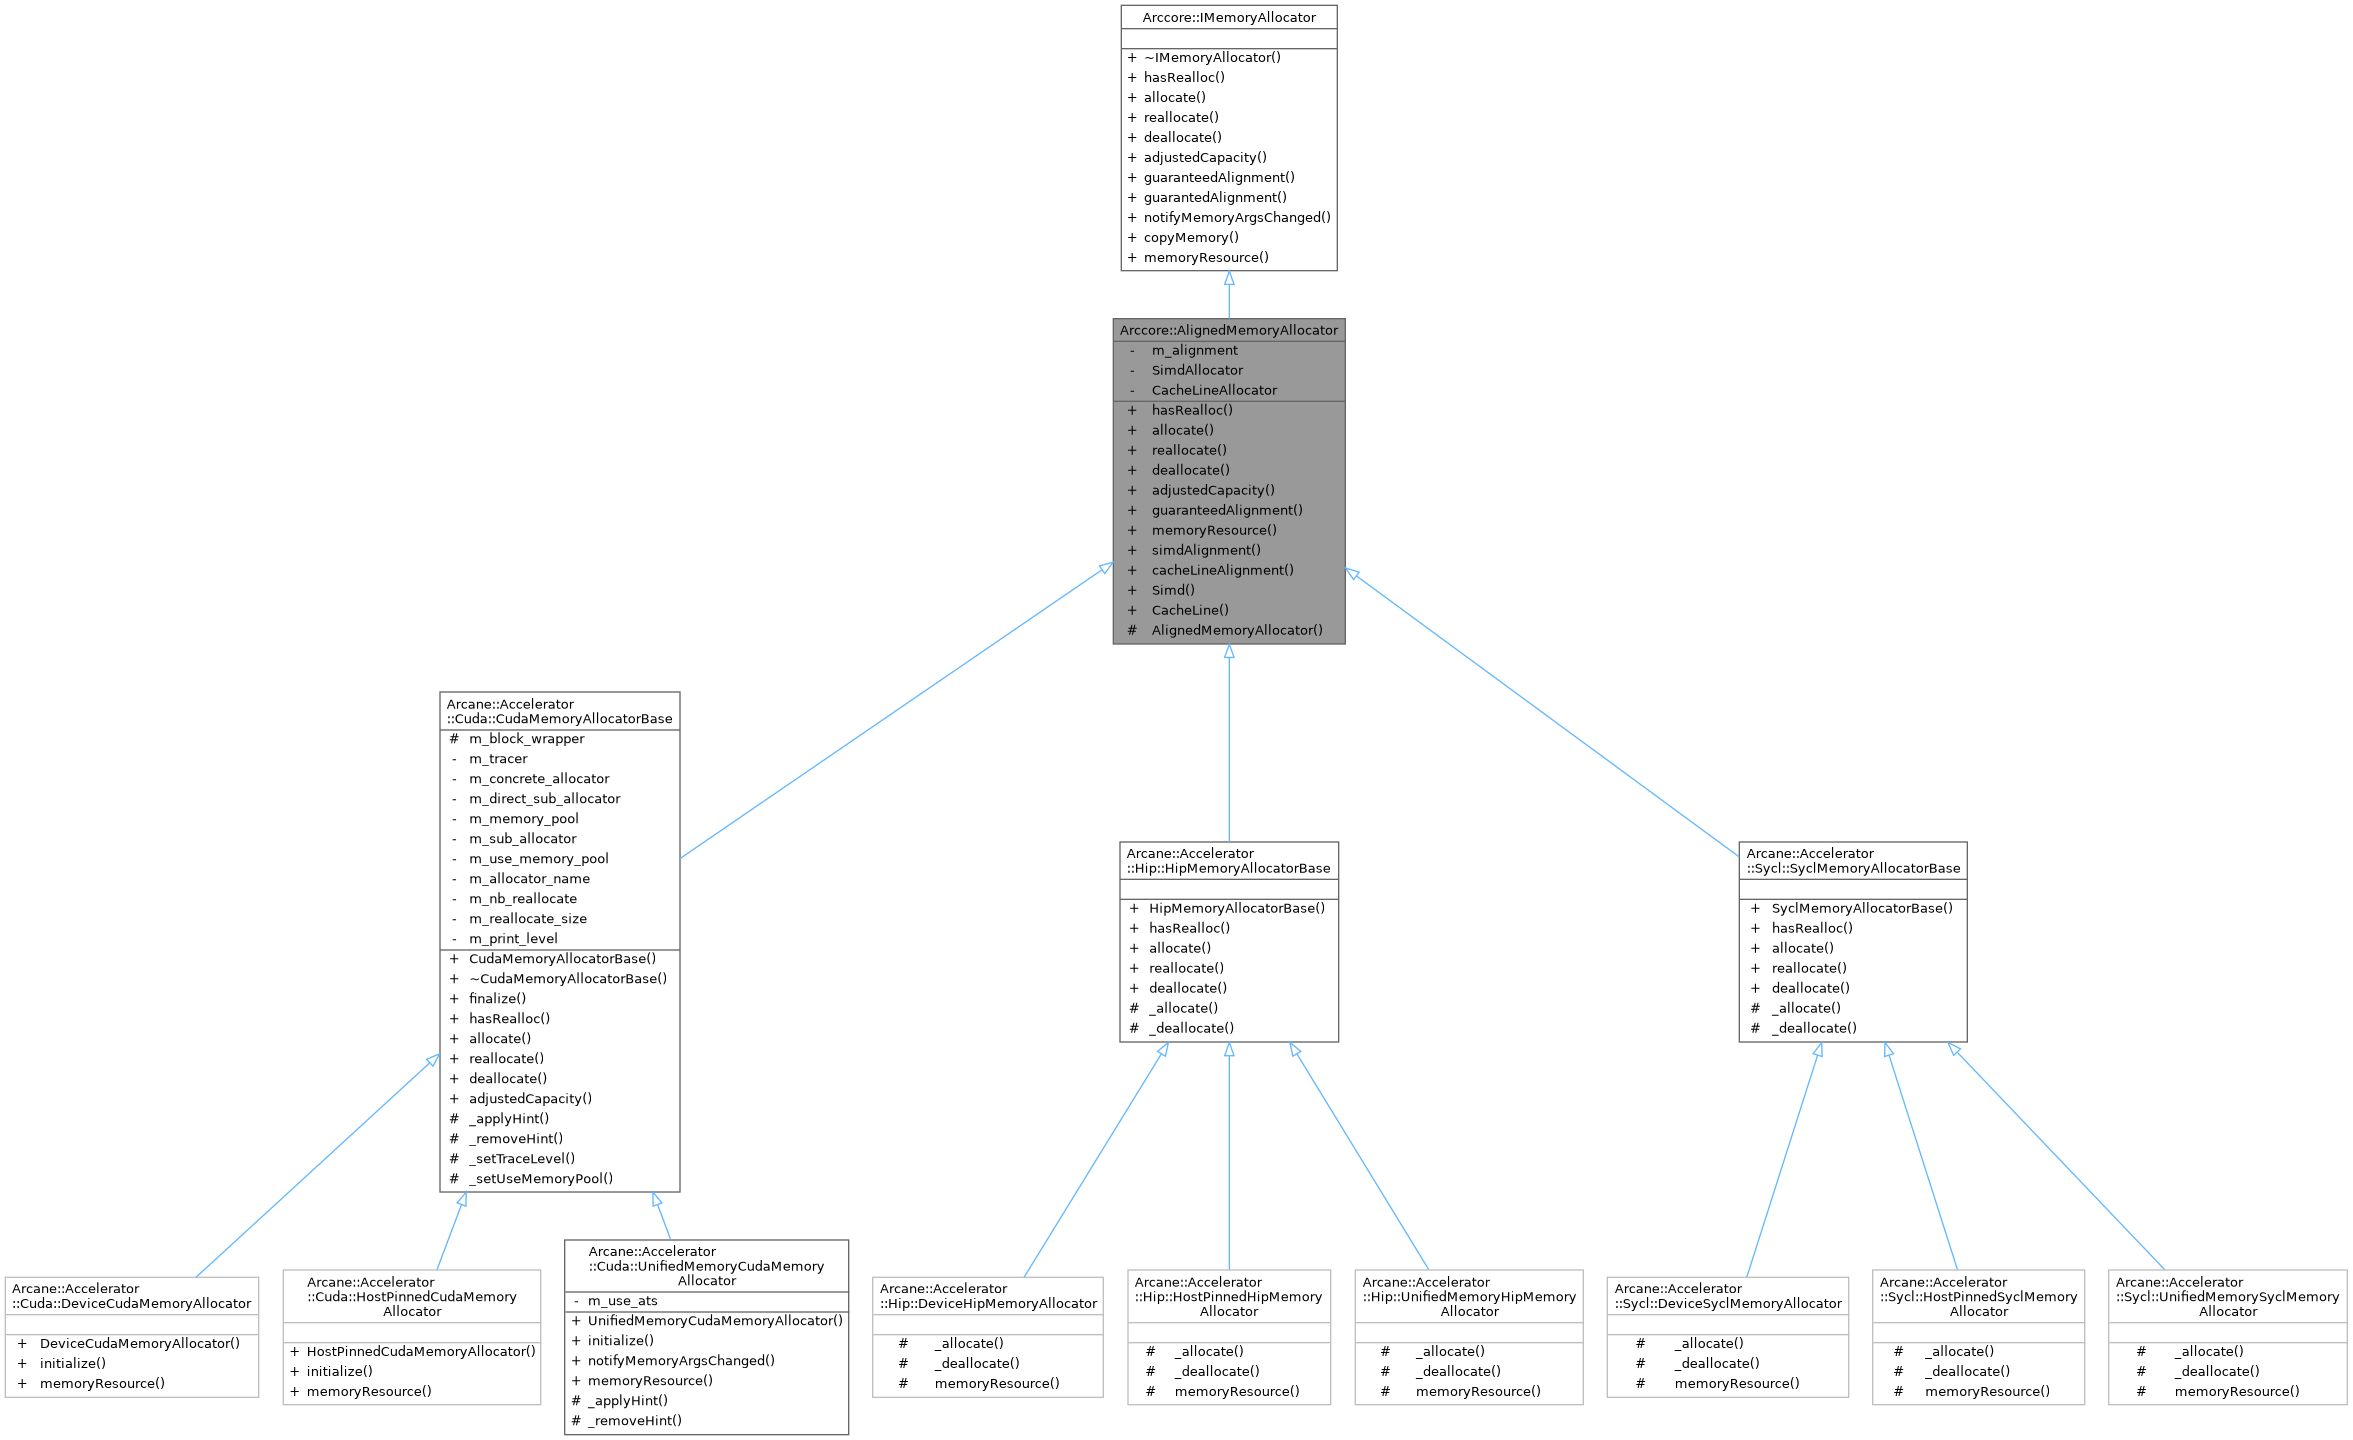 Arccore::IMemoryAllocator
+ ~IMemoryAllocator()
+ hasRealloc()
+ allocate()
+ reallocate()
+ deallocate()
+ adjustedCapacity()
+ guaranteedAlignment()
+ guarantedAlignment()
+ notifyMemoryArgsChanged()
+ copyMemory()
+ memoryResource()
Arccore::AlignedMemoryAllocator
- m_alignment
- SimdAllocator
- CacheLineAllocator
+ hasRealloc()
+ allocate()
+ reallocate()
+ deallocate()
+ adjustedCapacity()
+ guaranteedAlignment()
+ memoryResource()
+ simdAlignment()
+ cacheLineAlignment()
+ Simd()
+ CacheLine()
# AlignedMemoryAllocator()
Arcane::Accelerator
::Cuda::CudaMemoryAllocatorBase
# m_block_wrapper
- m_tracer
- m_concrete_allocator
- m_direct_sub_allocator
- m_memory_pool
- m_sub_allocator
- m_use_memory_pool
- m_allocator_name
- m_nb_reallocate
- m_reallocate_size
- m_print_level
+ CudaMemoryAllocatorBase()
+ ~CudaMemoryAllocatorBase()
+ finalize()
+ hasRealloc()
+ allocate()
+ reallocate()
+ deallocate()
+ adjustedCapacity()
# _applyHint()
# _removeHint()
# _setTraceLevel()
# _setUseMemoryPool()
Arcane::Accelerator
::Hip::HipMemoryAllocatorBase
+ HipMemoryAllocatorBase()
+ hasRealloc()
+ allocate()
+ reallocate()
+ deallocate()
# _allocate()
# _deallocate()
Arcane::Accelerator
::Sycl::SyclMemoryAllocatorBase
+ SyclMemoryAllocatorBase()
+ hasRealloc()
+ allocate()
+ reallocate()
+ deallocate()
# _allocate()
# _deallocate()
Arcane::Accelerator
::Cuda::DeviceCudaMemoryAllocator
+ DeviceCudaMemoryAllocator()
+ initialize()
+ memoryResource()
Arcane::Accelerator
::Cuda::HostPinnedCudaMemory
Allocator
+ HostPinnedCudaMemoryAllocator()
+ initialize()
+ memoryResource()
Arcane::Accelerator
::Cuda::UnifiedMemoryCudaMemory
Allocator
- m_use_ats
+ UnifiedMemoryCudaMemoryAllocator()
+ initialize()
+ notifyMemoryArgsChanged()
+ memoryResource()
# _applyHint()
# _removeHint()
Arcane::Accelerator
::Hip::DeviceHipMemoryAllocator
# _allocate()
# _deallocate()
# memoryResource()
Arcane::Accelerator
::Hip::HostPinnedHipMemory
Allocator
# _allocate()
# _deallocate()
# memoryResource()
Arcane::Accelerator
::Hip::UnifiedMemoryHipMemory
Allocator
# _allocate()
# _deallocate()
# memoryResource()
Arcane::Accelerator
::Sycl::DeviceSyclMemoryAllocator
# _allocate()
# _deallocate()
# memoryResource()
Arcane::Accelerator
::Sycl::HostPinnedSyclMemory
Allocator
# _allocate()
# _deallocate()
# memoryResource()
Arcane::Accelerator
::Sycl::UnifiedMemorySyclMemory
Allocator
# _allocate()
# _deallocate()
# memoryResource()